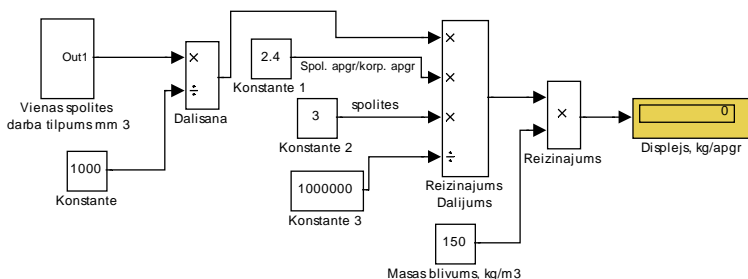 Out1
Vienas spolites
darba tilpums mm 3
×
÷
Dalisana
1000
Konstante
2.4
Konstante 1
Spol. apgr/korp. apgr
3
spolites
Konstante 2
1000000
Konstante 3
×
×
×
÷
Reizinajums
Dalijums
150
Masas blivums, kg/m3
×
Reizinajums
0
Displejs, kg/apgr